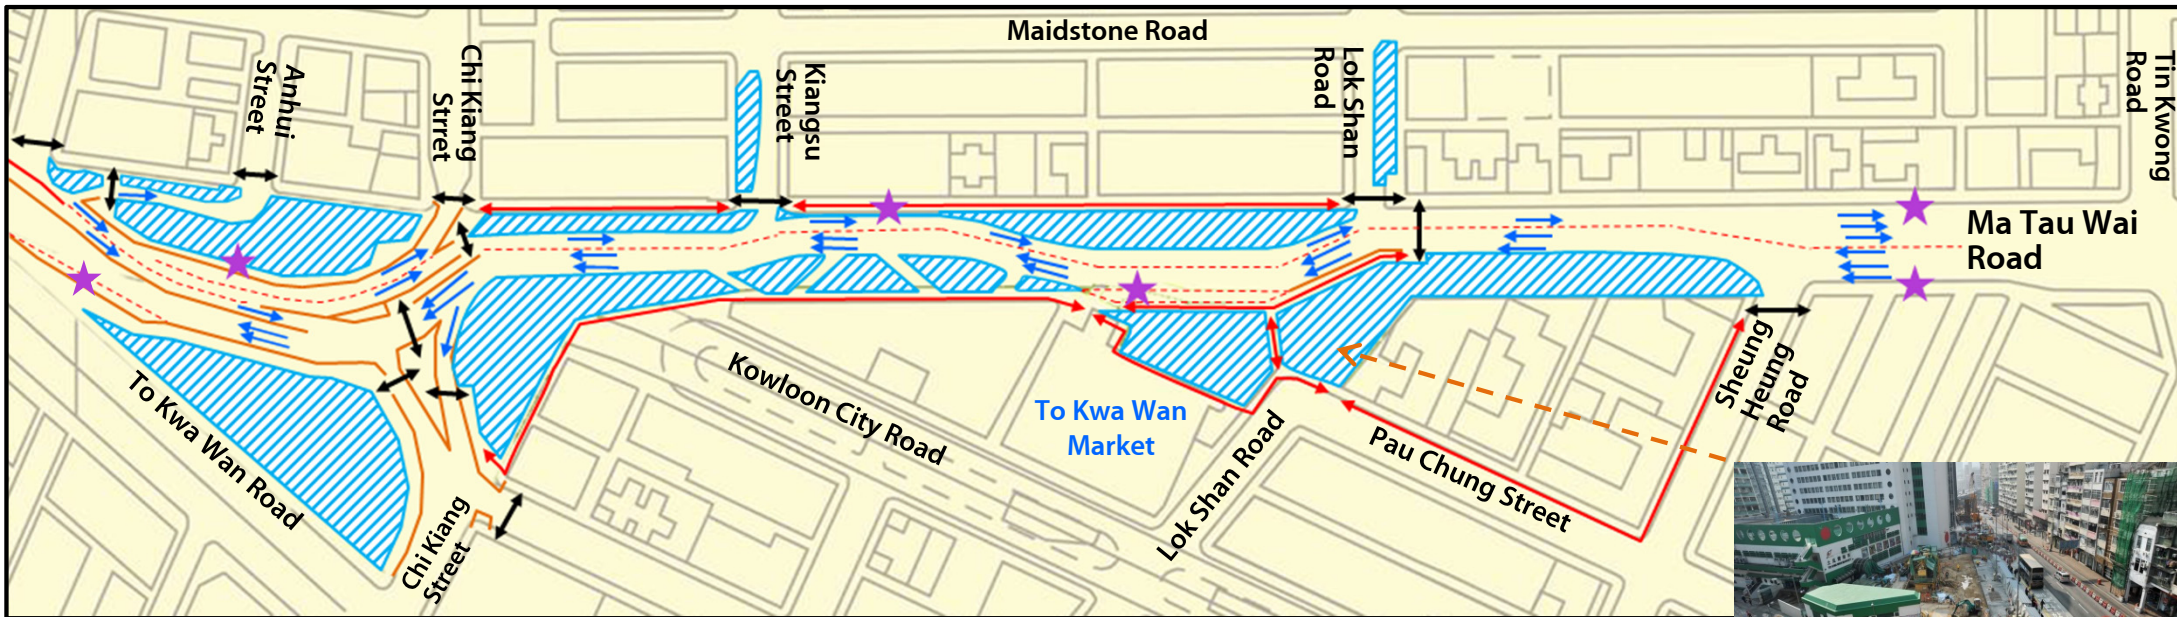 Maidstone Road
Anhui
Street
Chi Kiang
Strret
Kiangsu
Street
Lok Shan
Road
Tin Kwong
Road
Ma Tau Wai
Road
To Kwa Wan Road
Chi Kiang
Street
Kowloon City Road
To Kwa Wan
Market
Lok Shan Road
Pau Chung Street
Sheung
Heung
Road